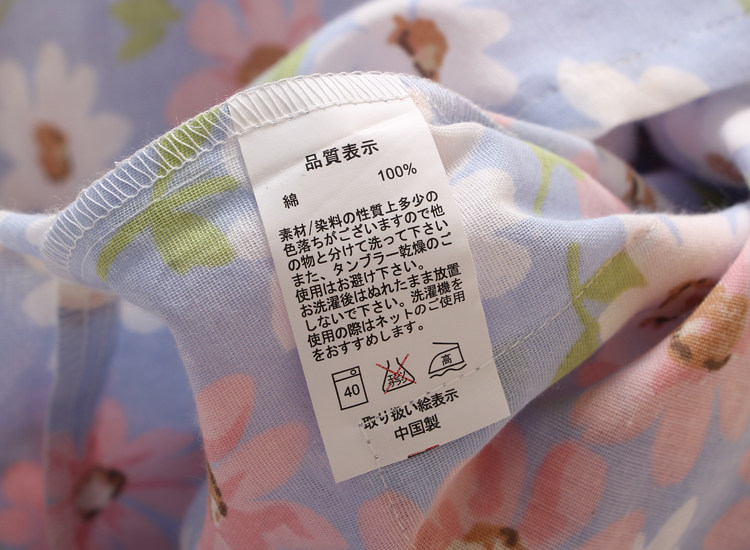 品質表示
綿 100%
素材/染料の性質上多少の
色落ちがございますので他
の物と分けて洗って下さい
また、タンブラー乾燥のご
使用はお避け下さい。
お洗濯後はぬれたまま放置
しないで下さい。洗濯機を
使用の際はネットのご使用
をおすすめします。
40 エンソサラシ 高
取り扱い絵表示
中国製